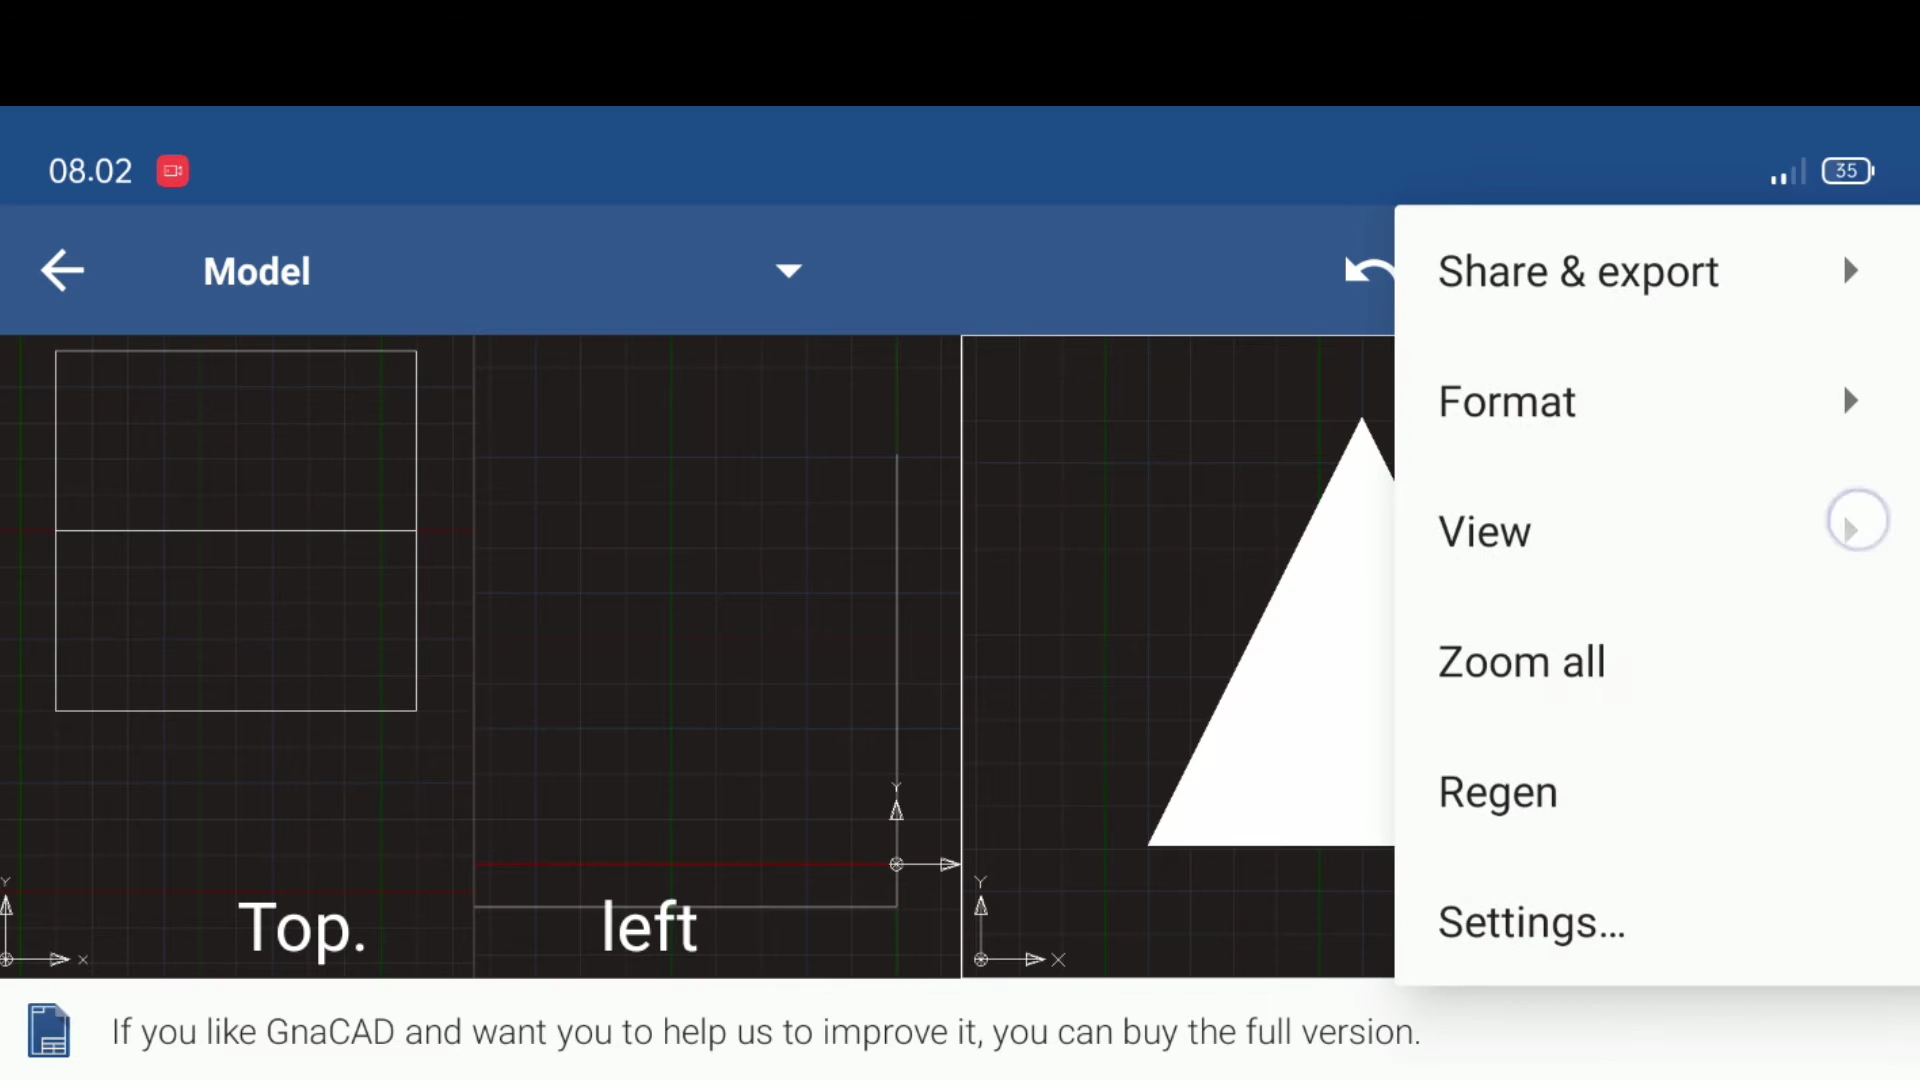 08.02
35
Model
Share & export
Format
View
Zoom all
Regen
Settings...
Y
X
Top.
Y
left
Y
X
If you like GnaCAD and want you to help us to improve it, you can buy the full version.